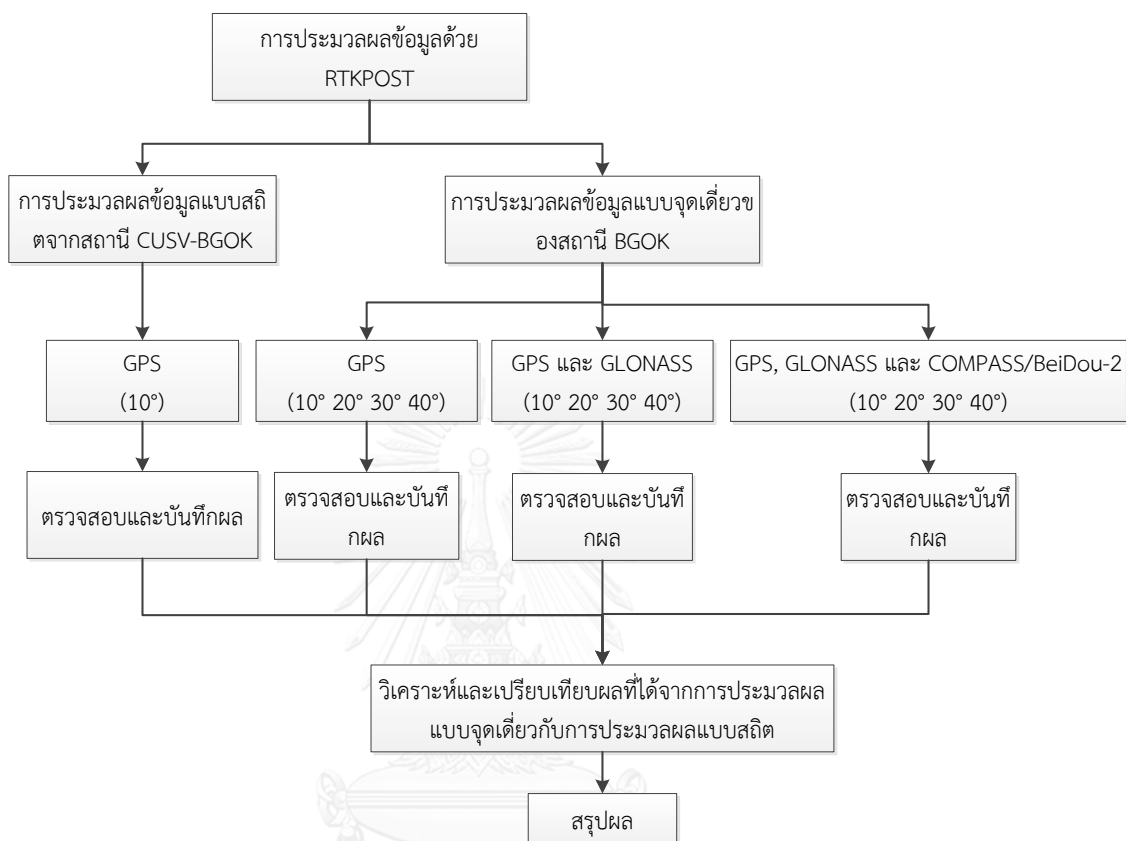 การประมวลผลข้อมูลด้วย
RTKPOST
การประมวลผลข้อมูลแบบสถิ
ตจากสถานี CUSV-BGOK
การประมวลผลข้อมูลแบบจุดเดี่ยวข
องสถานี BGOK
GPS
(10°)
GPS
(10° 20° 30° 40°)
GPS และ GLONASS
(10° 20° 30° 40°)
GPS, GLONASS และ COMPASS/BeiDou-2
(10° 20° 30° 40°)
ตรวจสอบและบันทึกผล
ตรวจสอบและบันทึ
กผล
ตรวจสอบและบันทึ
กผล
ตรวจสอบและบันทึ
กผล
วิเคราะห์และเปรียบเทียบผลที่ได้จากการประมวลผล
แบบจุดเดี่ยวกับการประมวลผลแบบสถิต
สรุปผล